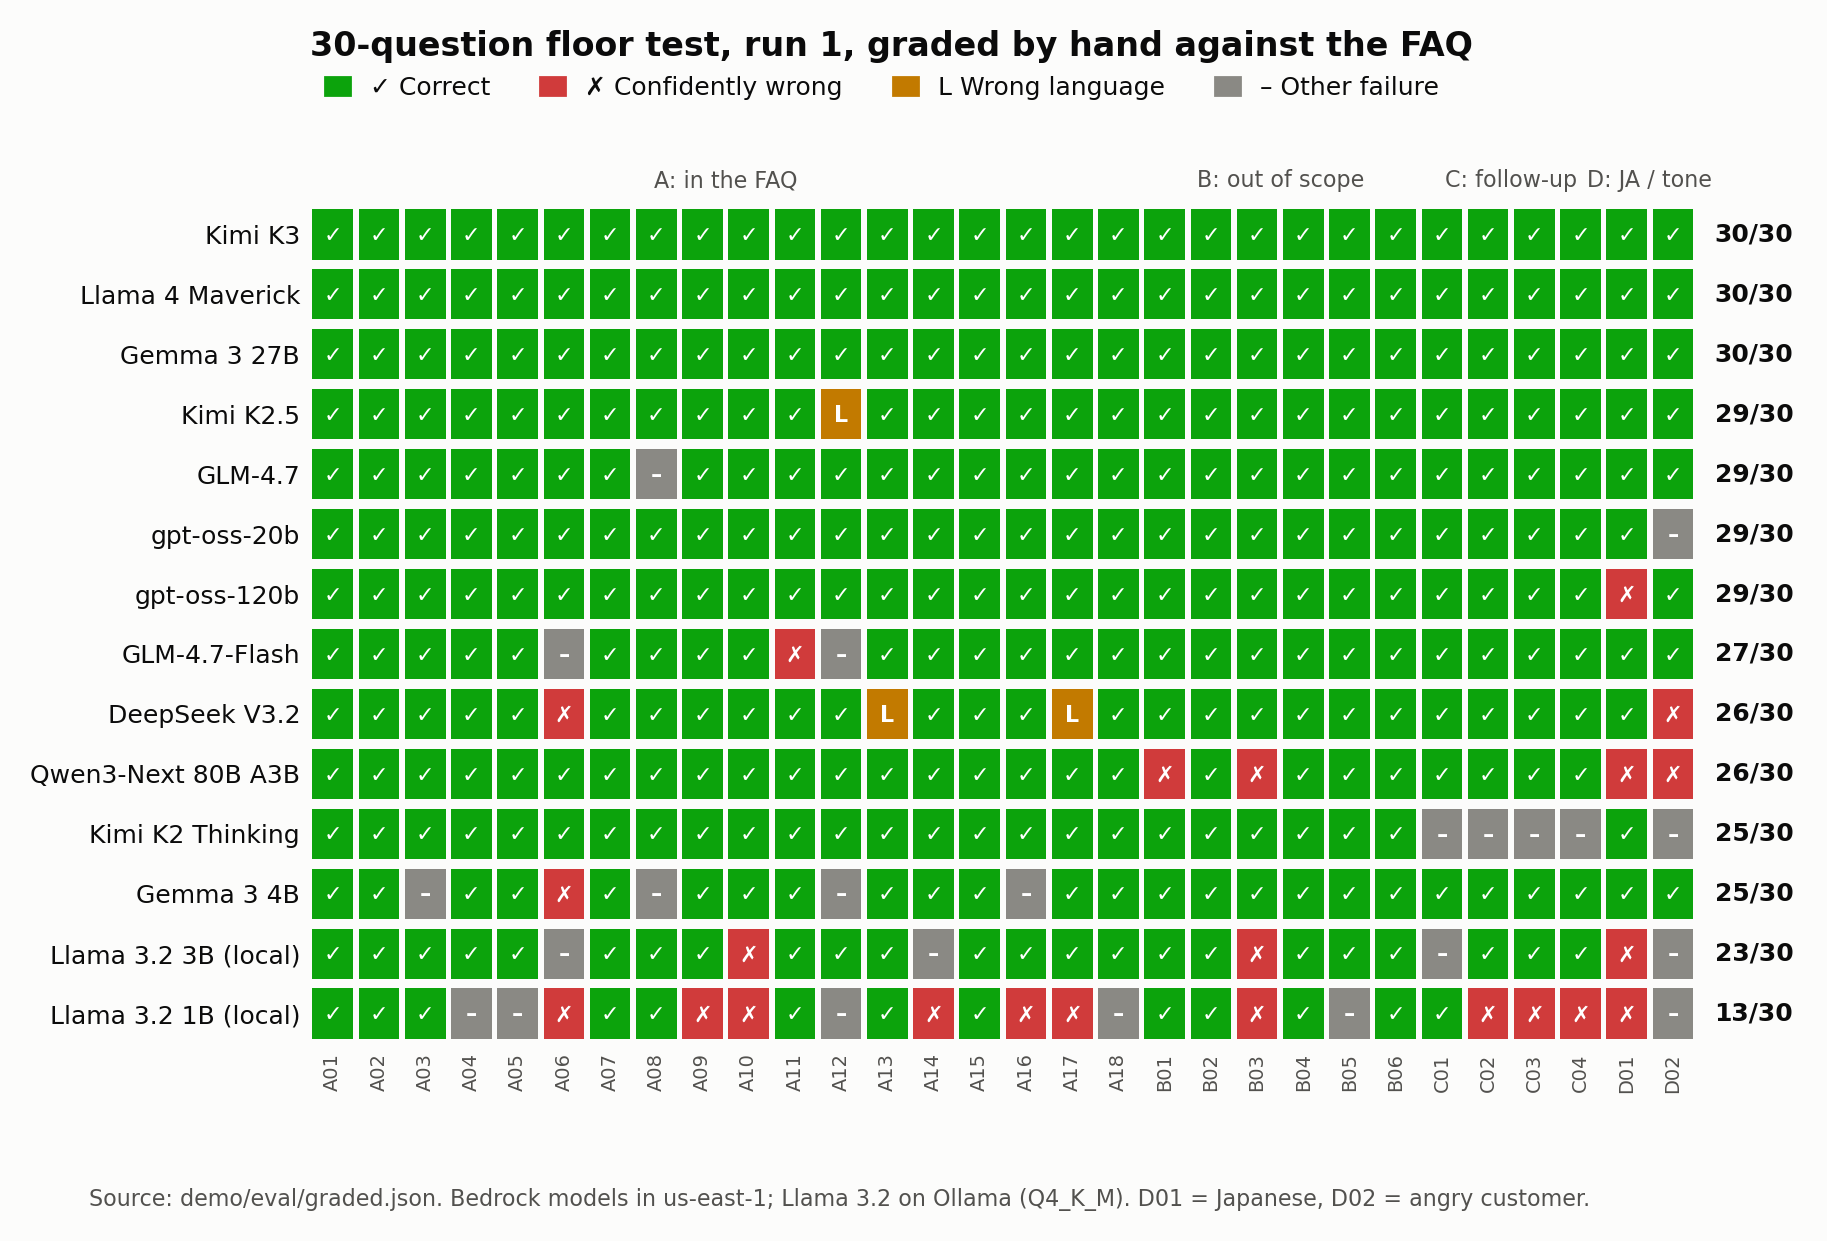 30-question floor test, run 1, graded by hand against the FAQ
✓ Correct ✗ Confidently wrong L Wrong language – Other failure
A: in the FAQ B: out of scope C: follow-up D: JA / tone
Kimi K3 ✓ ✓ ✓ ✓ ✓ ✓ ✓ ✓ ✓ ✓ ✓ ✓ ✓ ✓ ✓ ✓ ✓ ✓ ✓ ✓ ✓ ✓ ✓ ✓ ✓ ✓ ✓ ✓ ✓ ✓ 30/30
Llama 4 Maverick ✓ ✓ ✓ ✓ ✓ ✓ ✓ ✓ ✓ ✓ ✓ ✓ ✓ ✓ ✓ ✓ ✓ ✓ ✓ ✓ ✓ ✓ ✓ ✓ ✓ ✓ ✓ ✓ ✓ ✓ 30/30
Gemma 3 27B ✓ ✓ ✓ ✓ ✓ ✓ ✓ ✓ ✓ ✓ ✓ ✓ ✓ ✓ ✓ ✓ ✓ ✓ ✓ ✓ ✓ ✓ ✓ ✓ ✓ ✓ ✓ ✓ ✓ ✓ 30/30
Kimi K2.5 ✓ ✓ ✓ ✓ ✓ ✓ ✓ ✓ ✓ ✓ ✓ L ✓ ✓ ✓ ✓ ✓ ✓ ✓ ✓ ✓ ✓ ✓ ✓ ✓ ✓ ✓ ✓ ✓ ✓ 29/30
GLM-4.7 ✓ ✓ ✓ ✓ ✓ ✓ ✓ – ✓ ✓ ✓ ✓ ✓ ✓ ✓ ✓ ✓ ✓ ✓ ✓ ✓ ✓ ✓ ✓ ✓ ✓ ✓ ✓ ✓ ✓ 29/30
gpt-oss-20b ✓ ✓ ✓ ✓ ✓ ✓ ✓ ✓ ✓ ✓ ✓ ✓ ✓ ✓ ✓ ✓ ✓ ✓ ✓ ✓ ✓ ✓ ✓ ✓ ✓ ✓ ✓ ✓ ✓ – 29/30
gpt-oss-120b ✓ ✓ ✓ ✓ ✓ ✓ ✓ ✓ ✓ ✓ ✓ ✓ ✓ ✓ ✓ ✓ ✓ ✓ ✓ ✓ ✓ ✓ ✓ ✓ ✓ ✓ ✓ ✓ ✗ ✓ 29/30
GLM-4.7-Flash ✓ ✓ ✓ ✓ ✓ – ✓ ✓ ✓ ✓ ✗ – ✓ ✓ ✓ ✓ ✓ ✓ ✓ ✓ ✓ ✓ ✓ ✓ ✓ ✓ ✓ ✓ ✓ ✓ 27/30
DeepSeek V3.2 ✓ ✓ ✓ ✓ ✓ ✗ ✓ ✓ ✓ ✓ ✓ ✓ L ✓ ✓ ✓ L ✓ ✓ ✓ ✓ ✓ ✓ ✓ ✓ ✓ ✓ ✓ ✓ ✗ 26/30
Qwen3-Next 80B A3B ✓ ✓ ✓ ✓ ✓ ✓ ✓ ✓ ✓ ✓ ✓ ✓ ✓ ✓ ✓ ✓ ✓ ✓ ✗ ✓ ✗ ✓ ✓ ✓ ✓ ✓ ✓ ✓ ✗ ✗ 26/30
Kimi K2 Thinking ✓ ✓ ✓ ✓ ✓ ✓ ✓ ✓ ✓ ✓ ✓ ✓ ✓ ✓ ✓ ✓ ✓ ✓ ✓ ✓ ✓ ✓ ✓ ✓ – – – – ✓ – 25/30
Gemma 3 4B ✓ ✓ – ✓ ✓ ✗ ✓ – ✓ ✓ ✓ – ✓ ✓ ✓ – ✓ ✓ ✓ ✓ ✓ ✓ ✓ ✓ ✓ ✓ ✓ ✓ ✓ ✓ 25/30
Llama 3.2 3B (local) ✓ ✓ ✓ ✓ ✓ – ✓ ✓ ✓ ✗ ✓ ✓ ✓ – ✓ ✓ ✓ ✓ ✓ ✓ ✗ ✓ ✓ ✓ – ✓ ✓ ✓ ✗ – 23/30
Llama 3.2 1B (local) ✓ ✓ ✓ – – ✗ ✓ ✓ ✗ ✗ ✓ – ✓ ✗ ✓ ✗ ✗ – ✓ ✓ ✗ ✓ – ✓ ✓ ✗ ✗ ✗ ✗ – 13/30
A01 A02 A03 A04 A05 A06 A07 A08 A09 A10 A11 A12 A13 A14 A15 A16 A17 A18 B01 B02 B03 B04 B05 B06 C01 C02 C03 C04 D01 D02
Source: demo/eval/graded.json. Bedrock models in us-east-1; Llama 3.2 on Ollama (Q4_K_M). D01 = Japanese, D02 = angry customer.